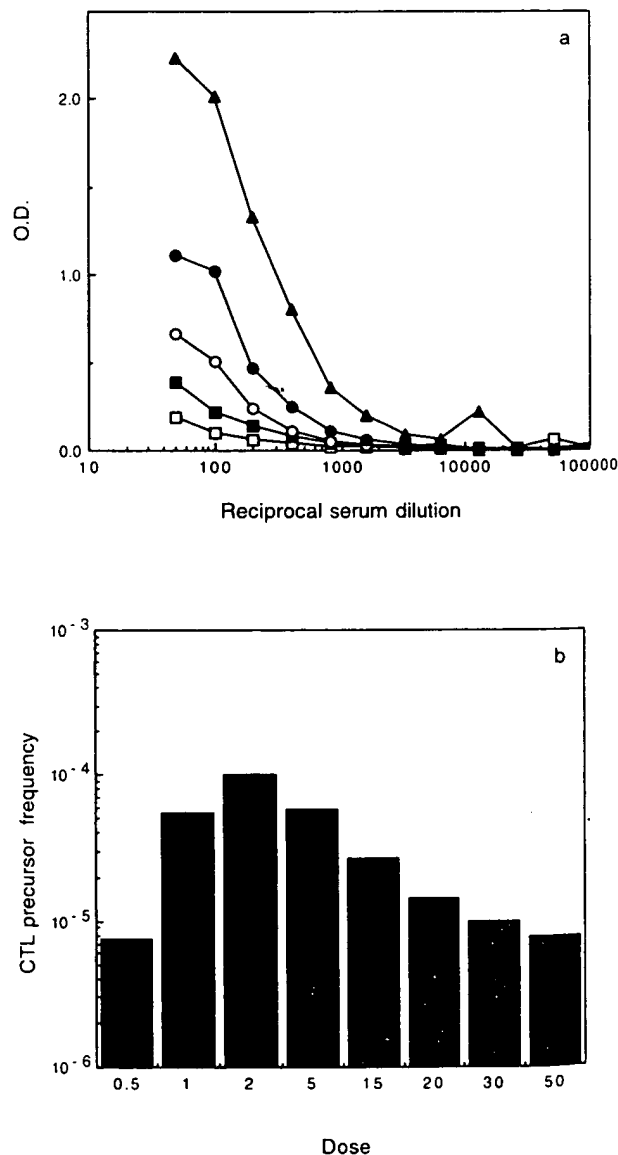 a
2.0
1.0
0.0
O.D.
10 100 1000 10000 100000
Reciprocal serum dilution
b
10-3
10-4
10-5
10-6
CTL precursor frequency
0.5 1 2 5 15 20 30 50
Dose